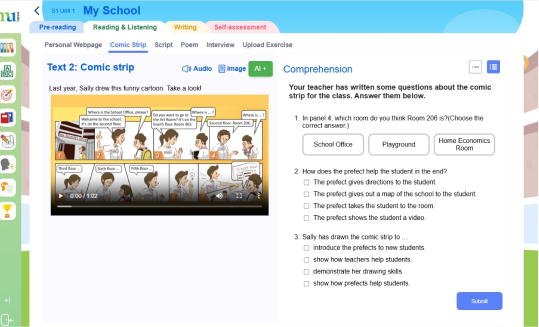 S1 Unit 1 My School
Pre-reading Reading & Listening Writing Self-assessment
Personal Webpage Comic Strip Script Poem Interview Upload Exercise
Text 2: Comic strip
Audio Image AI +
Last year, Sally drew this funny cartoon. Take a look!
Where is the School Office, please?
Welcome to the school.
It's on the second floor.
Do you want to go to
the Art Room? It's on the
fourth floor. Room 403.
Where is ...?
Second floor. Room 206.
Where is ...?
Third floor ...
Sixth floor ...
Fifth floor ...
0:00 / 1:02
Comprehension
Your teacher has written some questions about the comic
strip for the class. Answer them below.
1. In panel 4, which room do you think Room 206 is?(Choose the
correct answer.)
School Office
Playground
Home Economics
Room
2. How does the prefect help the student in the end?
The prefect gives directions to the student.
The prefect gives out a map of the school to the student.
The prefect takes the student to the room.
The prefect shows the student a video.
3. Sally has drawn the comic strip to ...
introduce the prefects to new students.
show how teachers help students.
demonstrate her drawing skills.
show how prefects help students.
Submit